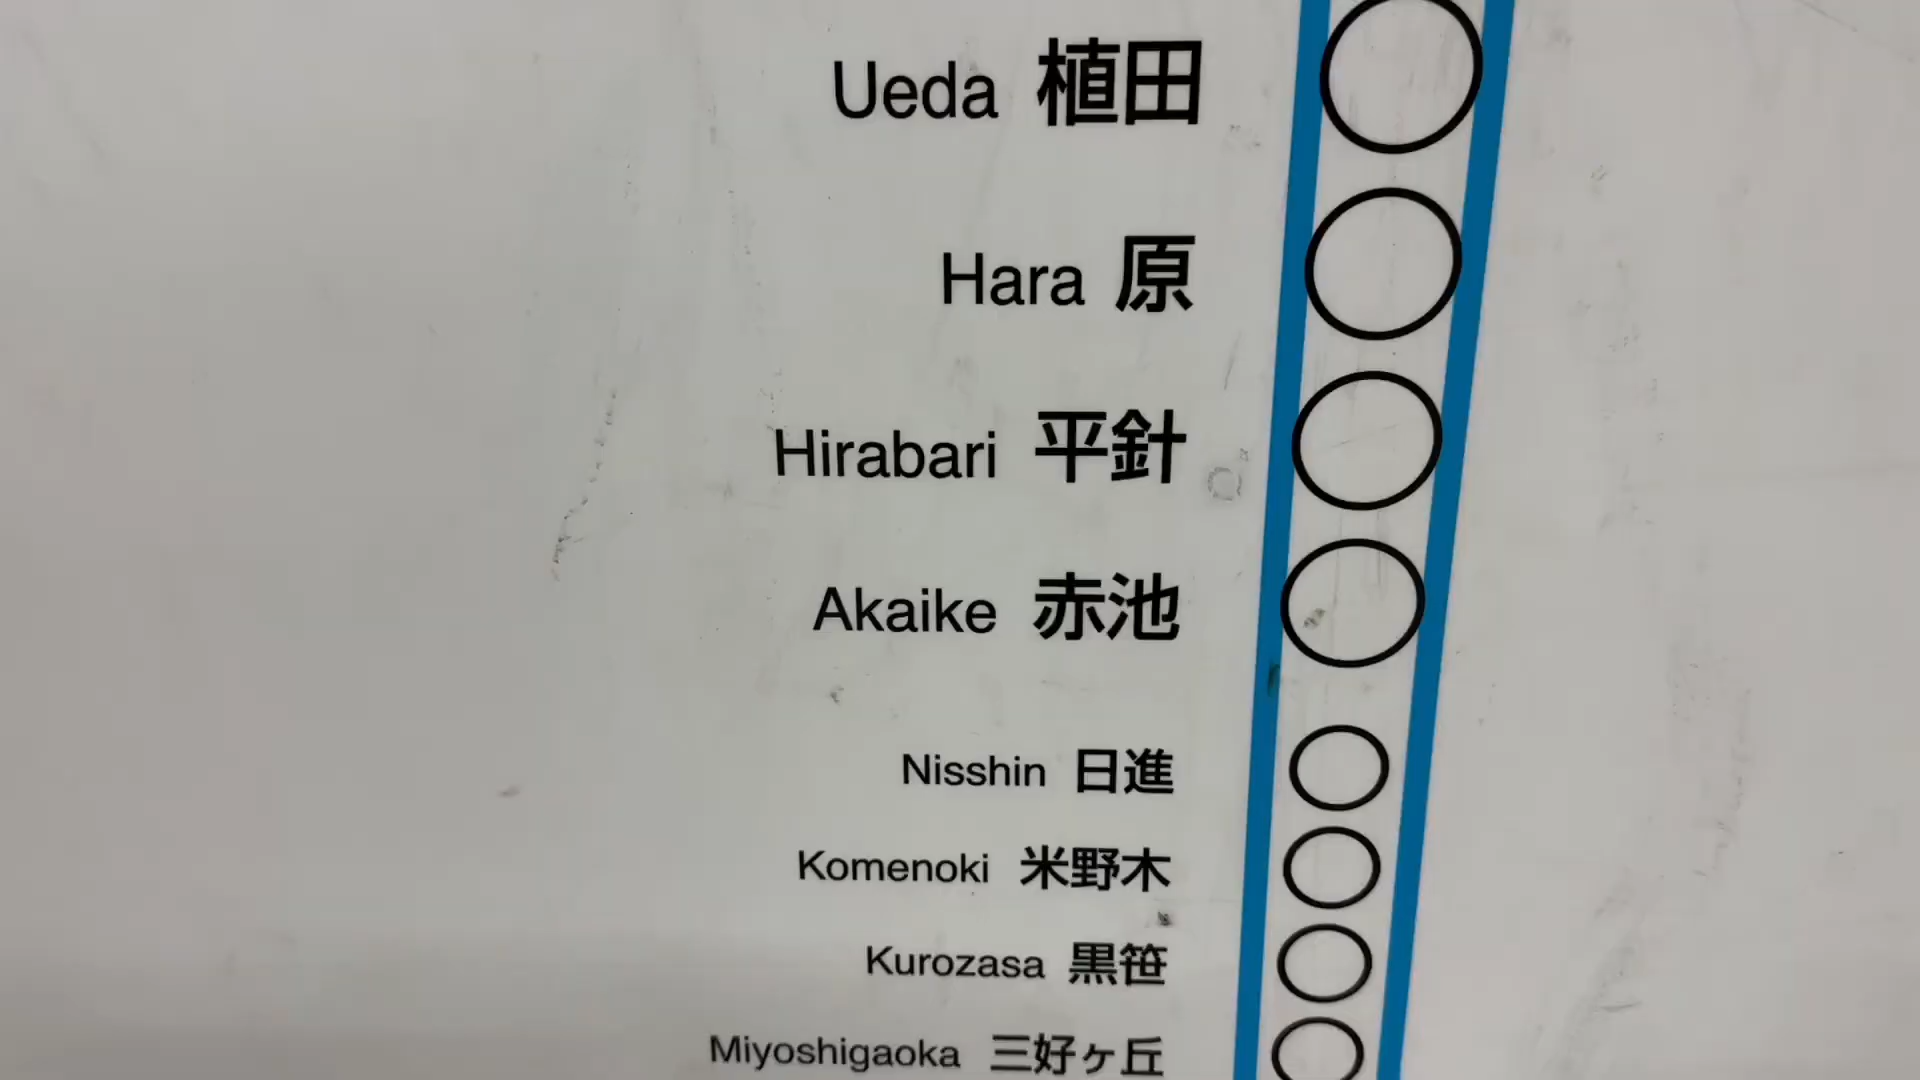 Ueda 植田
Hara 原
Hirabari 平針
Akaike 赤池
Nisshin 日進
Komenoki 米野木
Kurozasa 黒笹
Miyoshigaoka 三好ヶ丘